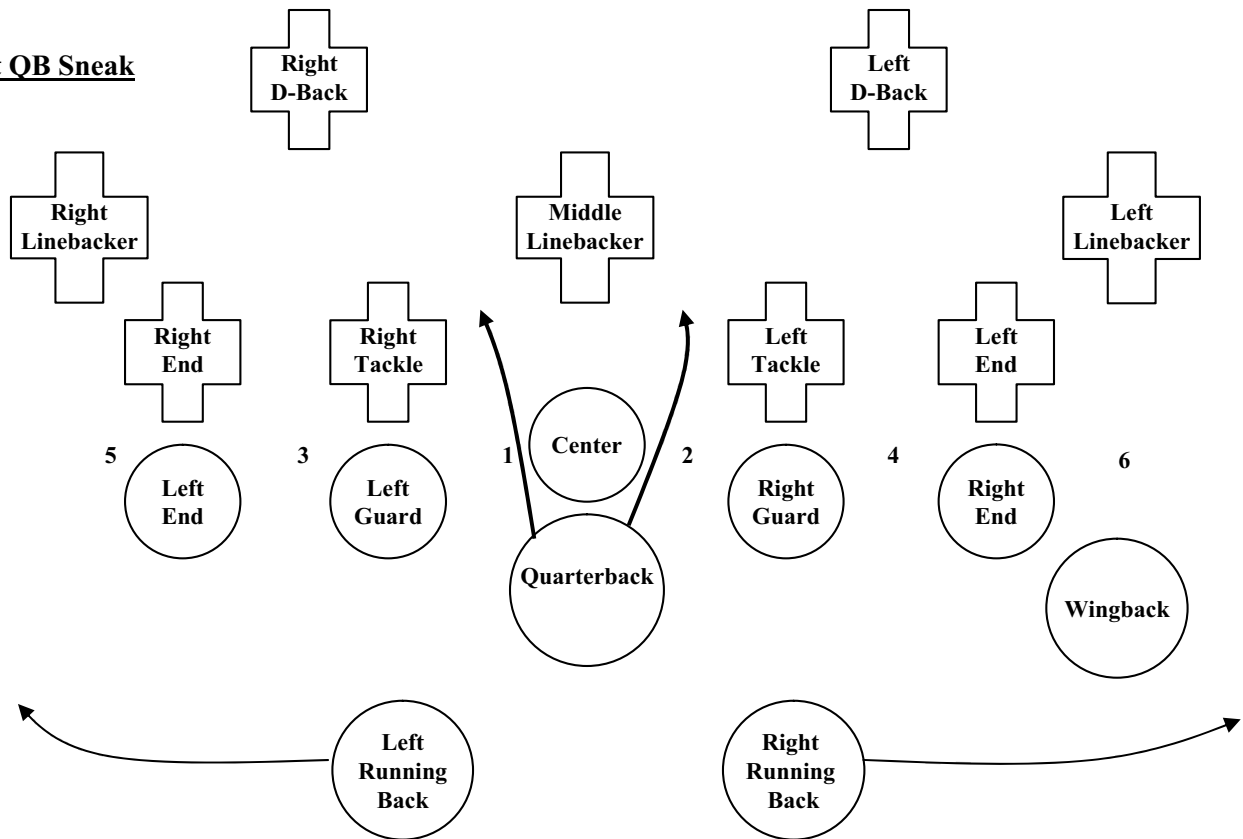 QB Sneak
Right
D-Back
Left
D-Back
Right
Linebacker
Middle
Linebacker
Left
Linebacker
Right
End
Right
Tackle
Left
Tackle
Left
End
5
3
1
Center
2
4
6
Left
End
Left
Guard
Right
Guard
Right
End
Quarterback
Wingback
Left
Running
Back
Right
Running
Back